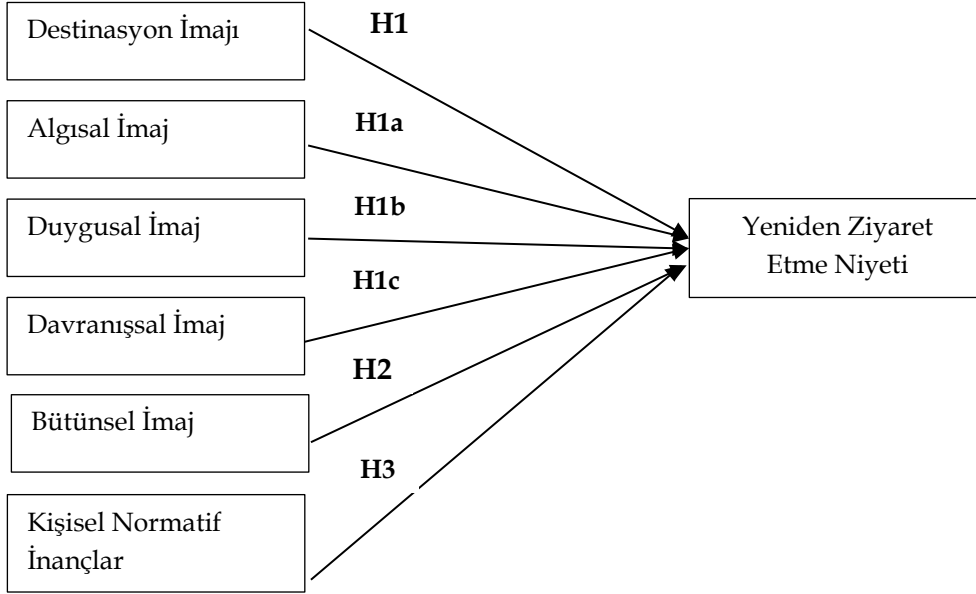 Destinasyon İmajı
H1
Algısal İmaj
H1a
Duygusal İmaj
H1b
Davranışsal İmaj
H1c
Bütünsel İmaj
H2
Kişisel Normatif
İnançlar
H3
Yeniden Ziyaret
Etme Niyeti